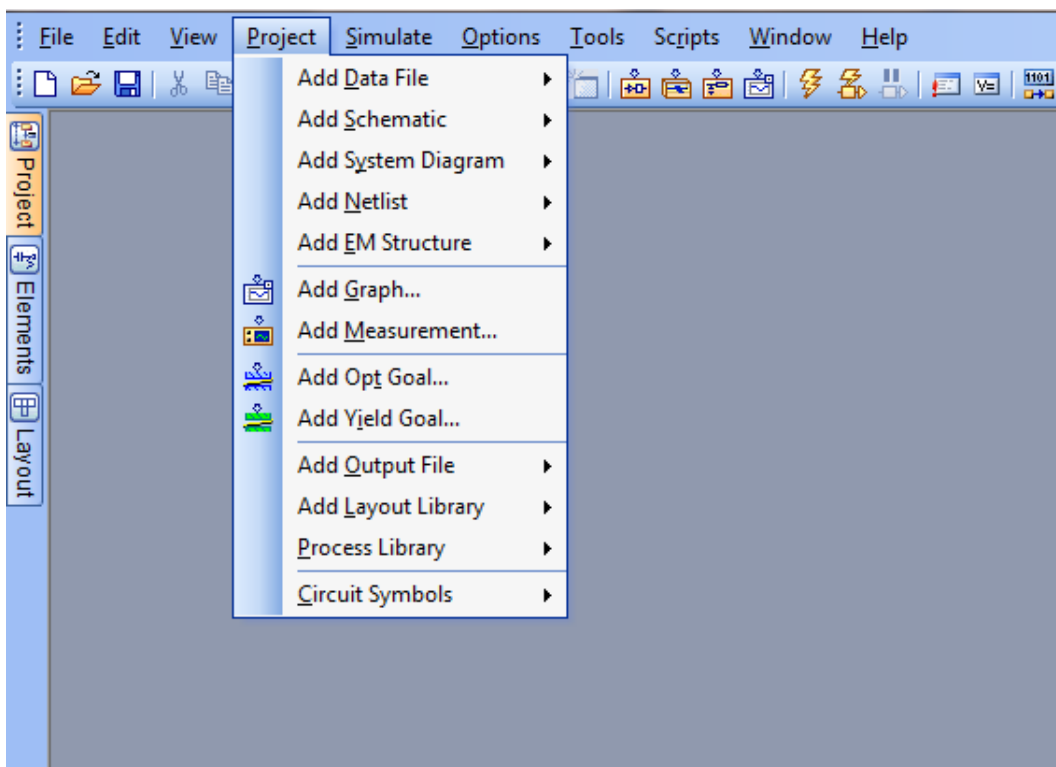 File Edit View Project Simulate Options Tools Scripts Window Help
Add Data File
Add Schematic
Add System Diagram
Add Netlist
Add EM Structure
Add Graph...
Add Measurement...
Add Opt Goal...
Add Yield Goal...
Add Output File
Add Layout Library
Process Library
Circuit Symbols
Project
Elements
Layout
V=
1101